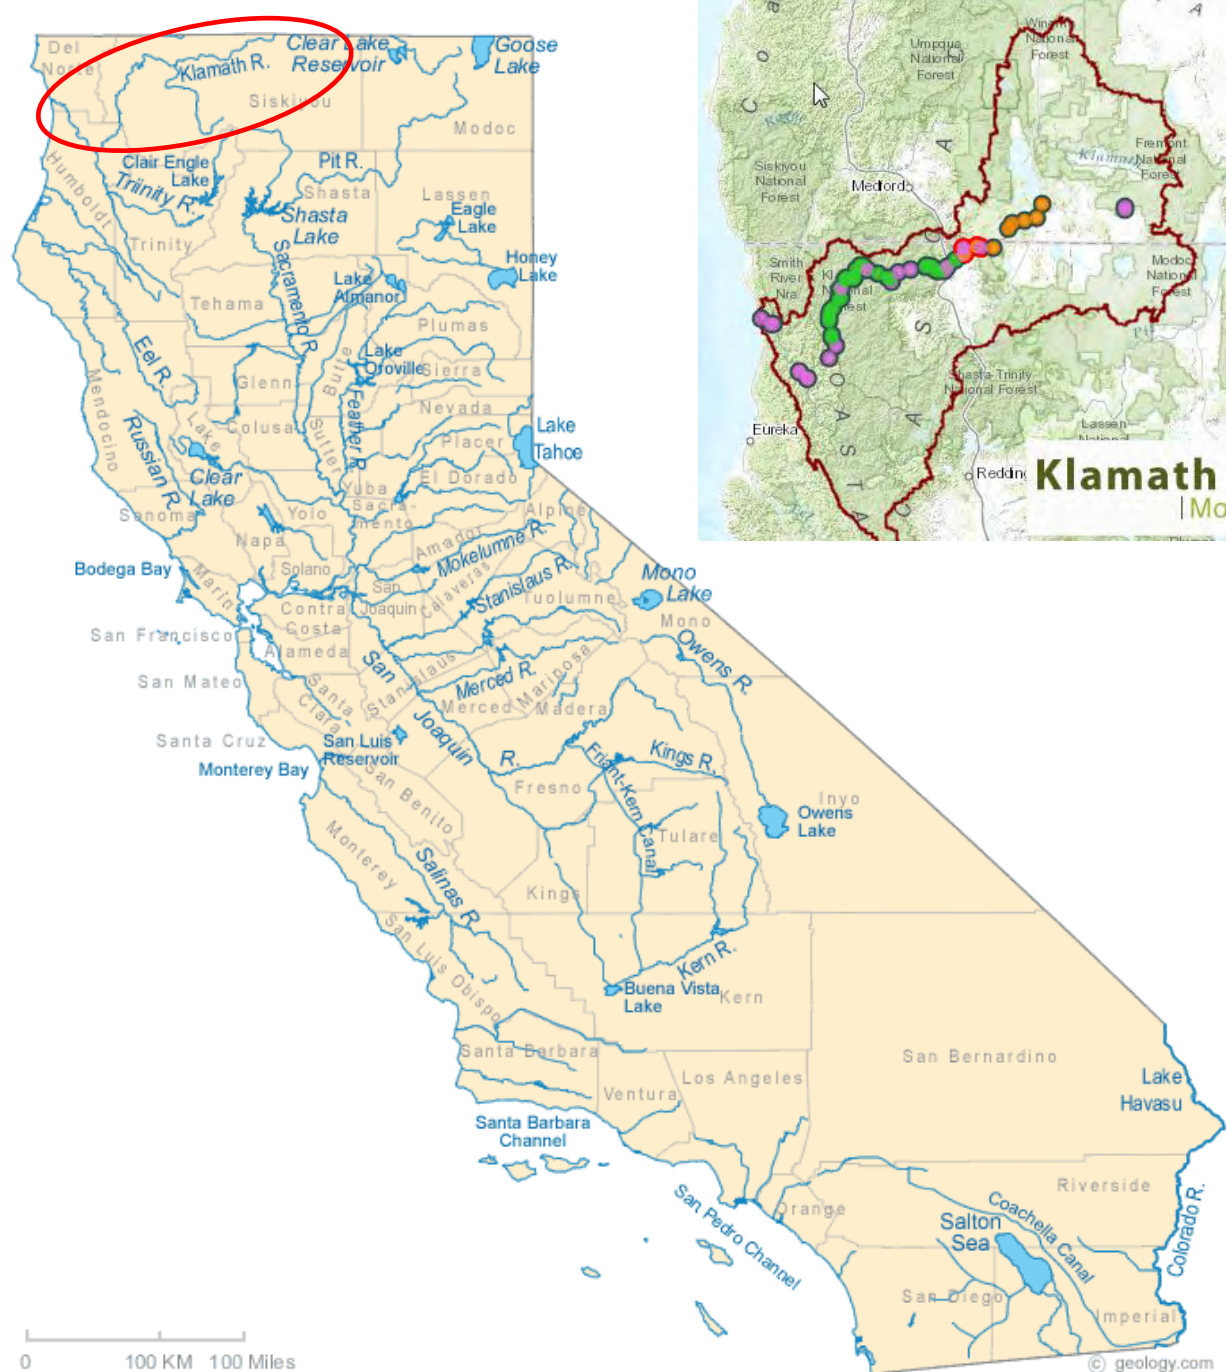 Del
Norte
Klamath R.
Clear Lake
Reservoir
Goose
Lake
Siskiyou
Modoc
Humboldt
Clair Engle
Lake
Triinity R.
Pit R.
Shasta
Shasta
Lake
Lassen
Eagle
Lake
Trinity
Honey
Lake
Tehama
Sacramento R.
Lake
Almanor
Plumas
Eel R.
Glenn
Butte
Lake
Oroville
Sierra
Mendocino
Lake
Colusa
Sutter
Feather R.
Nevada
Placer
Lake
Tahoe
Russian R.
Clear
Lake
Yuba
El Dorado
Sonoma
Napa
Yolo
Sacra-
mento
Alpine
Amador
Mokelumne R.
Bodega Bay
Marin
Solano
San
Joaquin
Calaveras
Stanislaus R.
Tuolumne
Mono
Lake
Mono
Contra
Costa
San Francisco
Alameda
San Mateo
Santa
Clara
San
Joaquin
R.
Stanislaus
Merced R.
Merced
Mariposa
Madera
Owens R.
Santa Cruz
San Luis
Reservoir
Monterey Bay
San Benito
Fresno
Friant-Kern Canal
Kings R.
Inyo
Owens
Lake
Tulare
Monterey
Salinas R.
Kings
San Luis Obispo
Kern R.
Buena Vista
Lake
Kern
Santa Barbara
Ventura
Los Angeles
San Bernardino
Lake
Havasu
Santa Barbara
Channel
San Pedro Channel
Orange
Riverside
Salton
Sea
Coachella Canal
Colorado R.
San Diego
Imperial
0
100 KM
100 Miles
© geology.com
Umpqua
National
Forest
National
Forest
Siskiyou
National
Forest
Medford
Fremont
National
Forest
Smith
River
Nra
Modoc
National
Forest
Shasta-Trinity
National Forest
Eureka
Lassen
Redding
COAST
Klamath
Mo